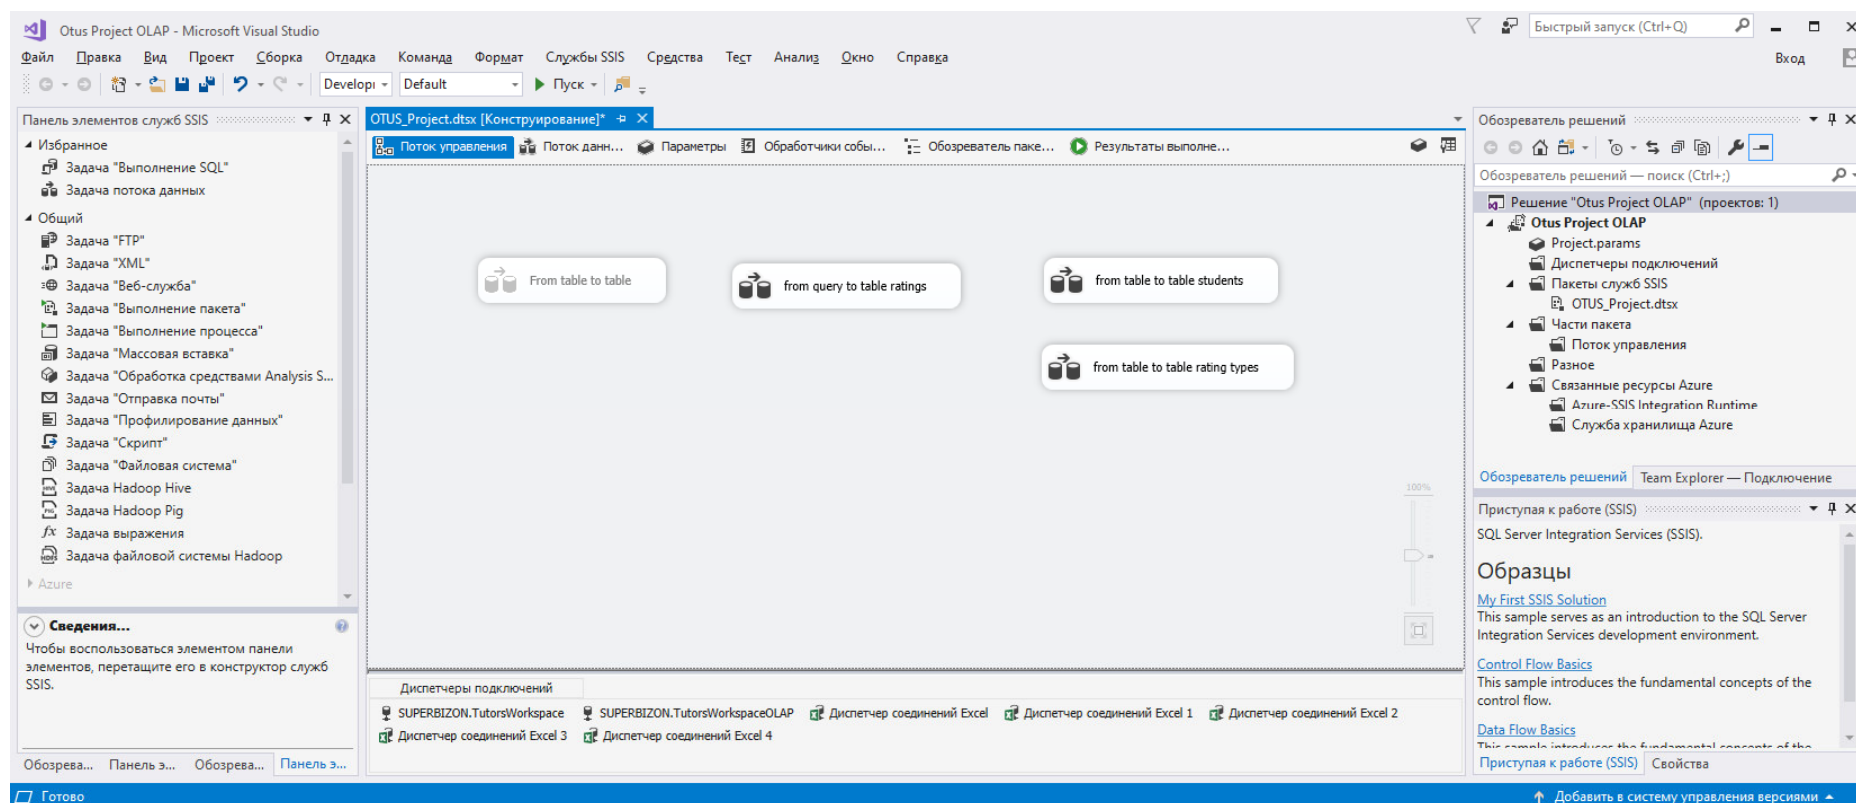 Otus Project OLAP - Microsoft Visual Studio
Быстрый запуск (Ctrl+Q)
Файл Правка Вид Проект Сборка Отладка Команда Формат Службы SSIS Средства Тест Анализ Окно Справка
Вход
Develop Default Пуск
Панель элементов служб SSIS
Избранное
Задача "Выполнение SQL"
Задача потока данных
Общий
Задача "FTP"
Задача "XML"
Задача "Веб-служба"
Задача "Выполнение пакета"
Задача "Выполнение процесса"
Задача "Массовая вставка"
Задача "Обработка средствами Analysis S...
Задача "Отправка почты"
Задача "Профилирование данных"
Задача "Скрипт"
Задача "Файловая система"
Задача Hadoop Hive
Задача Hadoop Pig
Задача выражения
Задача файловой системы Hadoop
Azure
Сведения...
Чтобы воспользоваться элементом панели
элементов, перетащите его в конструктор служб
SSIS.
Обозрева... Панель э... Обозрева... Панель э...
OTUS_Project.dtsx [Конструирование]*
Поток управления Поток данн... Параметры Обработчики собы... Обозреватель паке... Результаты выполне...
From table to table
from query to table ratings
from table to table students
from table to table rating types
100%
Диспетчеры подключений
SUPERBIZON.TutorsWorkspace SUPERBIZON.TutorsWorkspaceOLAP Диспетчер соединений Excel Диспетчер соединений Excel 1 Диспетчер соединений Excel 2
Диспетчер соединений Excel 3 Диспетчер соединений Excel 4
Обозреватель решений
Обозреватель решений — поиск (Ctrl+;)
Решение "Otus Project OLAP" (проектов: 1)
Otus Project OLAP
Project.params
Диспетчеры подключений
Пакеты служб SSIS
OTUS_Project.dtsx
Части пакета
Поток управления
Разное
Связанные ресурсы Azure
Azure-SSIS Integration Runtime
Служба хранилища Azure
Обозреватель решений Team Explorer — Подключение
Приступая к работе (SSIS)
SQL Server Integration Services (SSIS).
Образцы
My First SSIS Solution
This sample serves as an introduction to the SQL Server
Integration Services development environment.
Control Flow Basics
This sample introduces the fundamental concepts of the
control flow.
Data Flow Basics
This sample introduces the fundamental concepts of the
Приступая к работе (SSIS) Свойства
Готово
Добавить в систему управления версиями